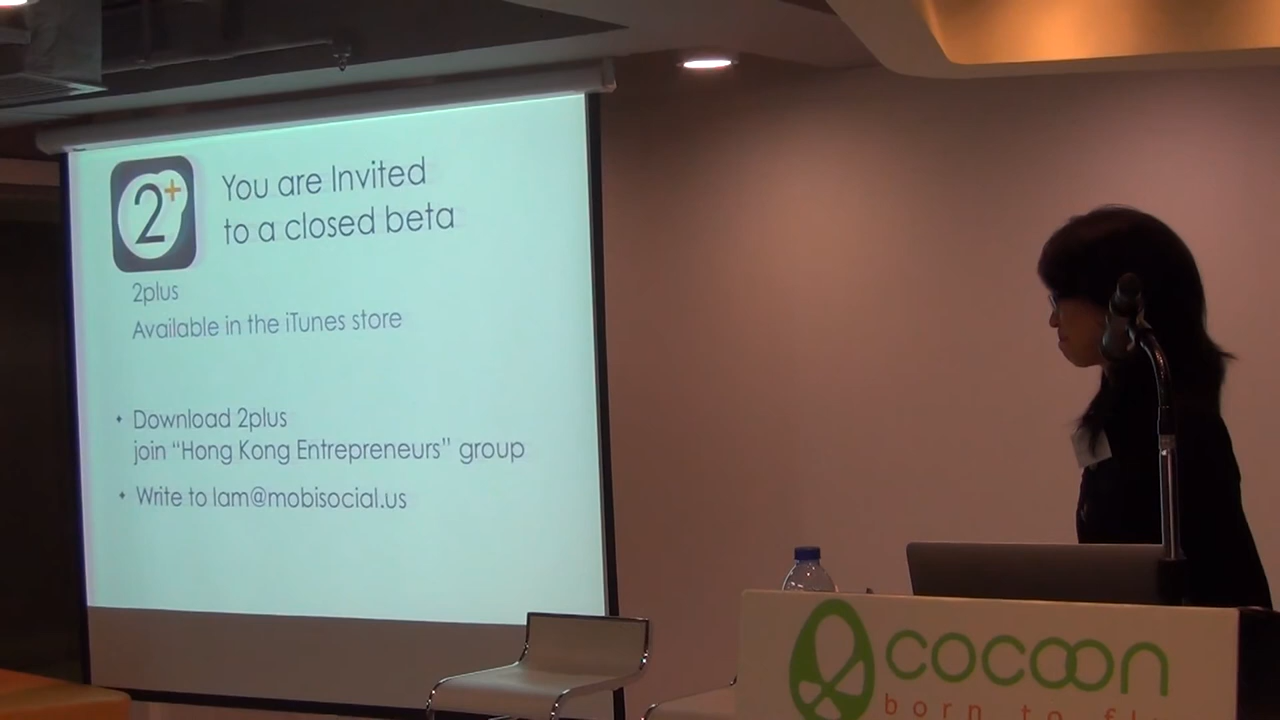 2+
You are Invited
to a closed beta
2plus
Available in the iTunes store
• Download 2plus
join “Hong Kong Entrepreneurs” group
• Write to lam@mobisocial.us
cocoon
born to